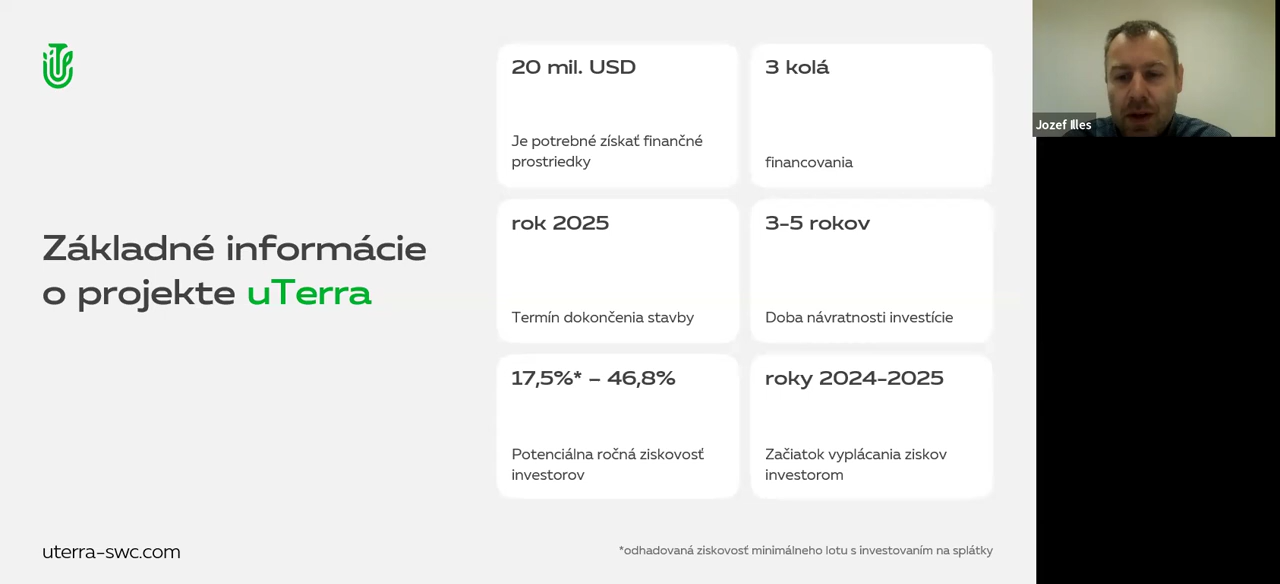 Základné informácie
o projekte uTerra
20 mil. USD
Je potrebné získať finančné
prostriedky
3 kolá
financovania
rok 2025
Termín dokončenia stavby
3-5 rokov
Doba návratnosti investície
17,5%* – 46,8%
Potenciálna ročná ziskovosť
investorov
roky 2024-2025
Začiatok vyplácania ziskov
investorom
uterra-swc.com
*odhadovaná ziskovosť minimálneho lotu s investovaním na splátky
Jozef Illes